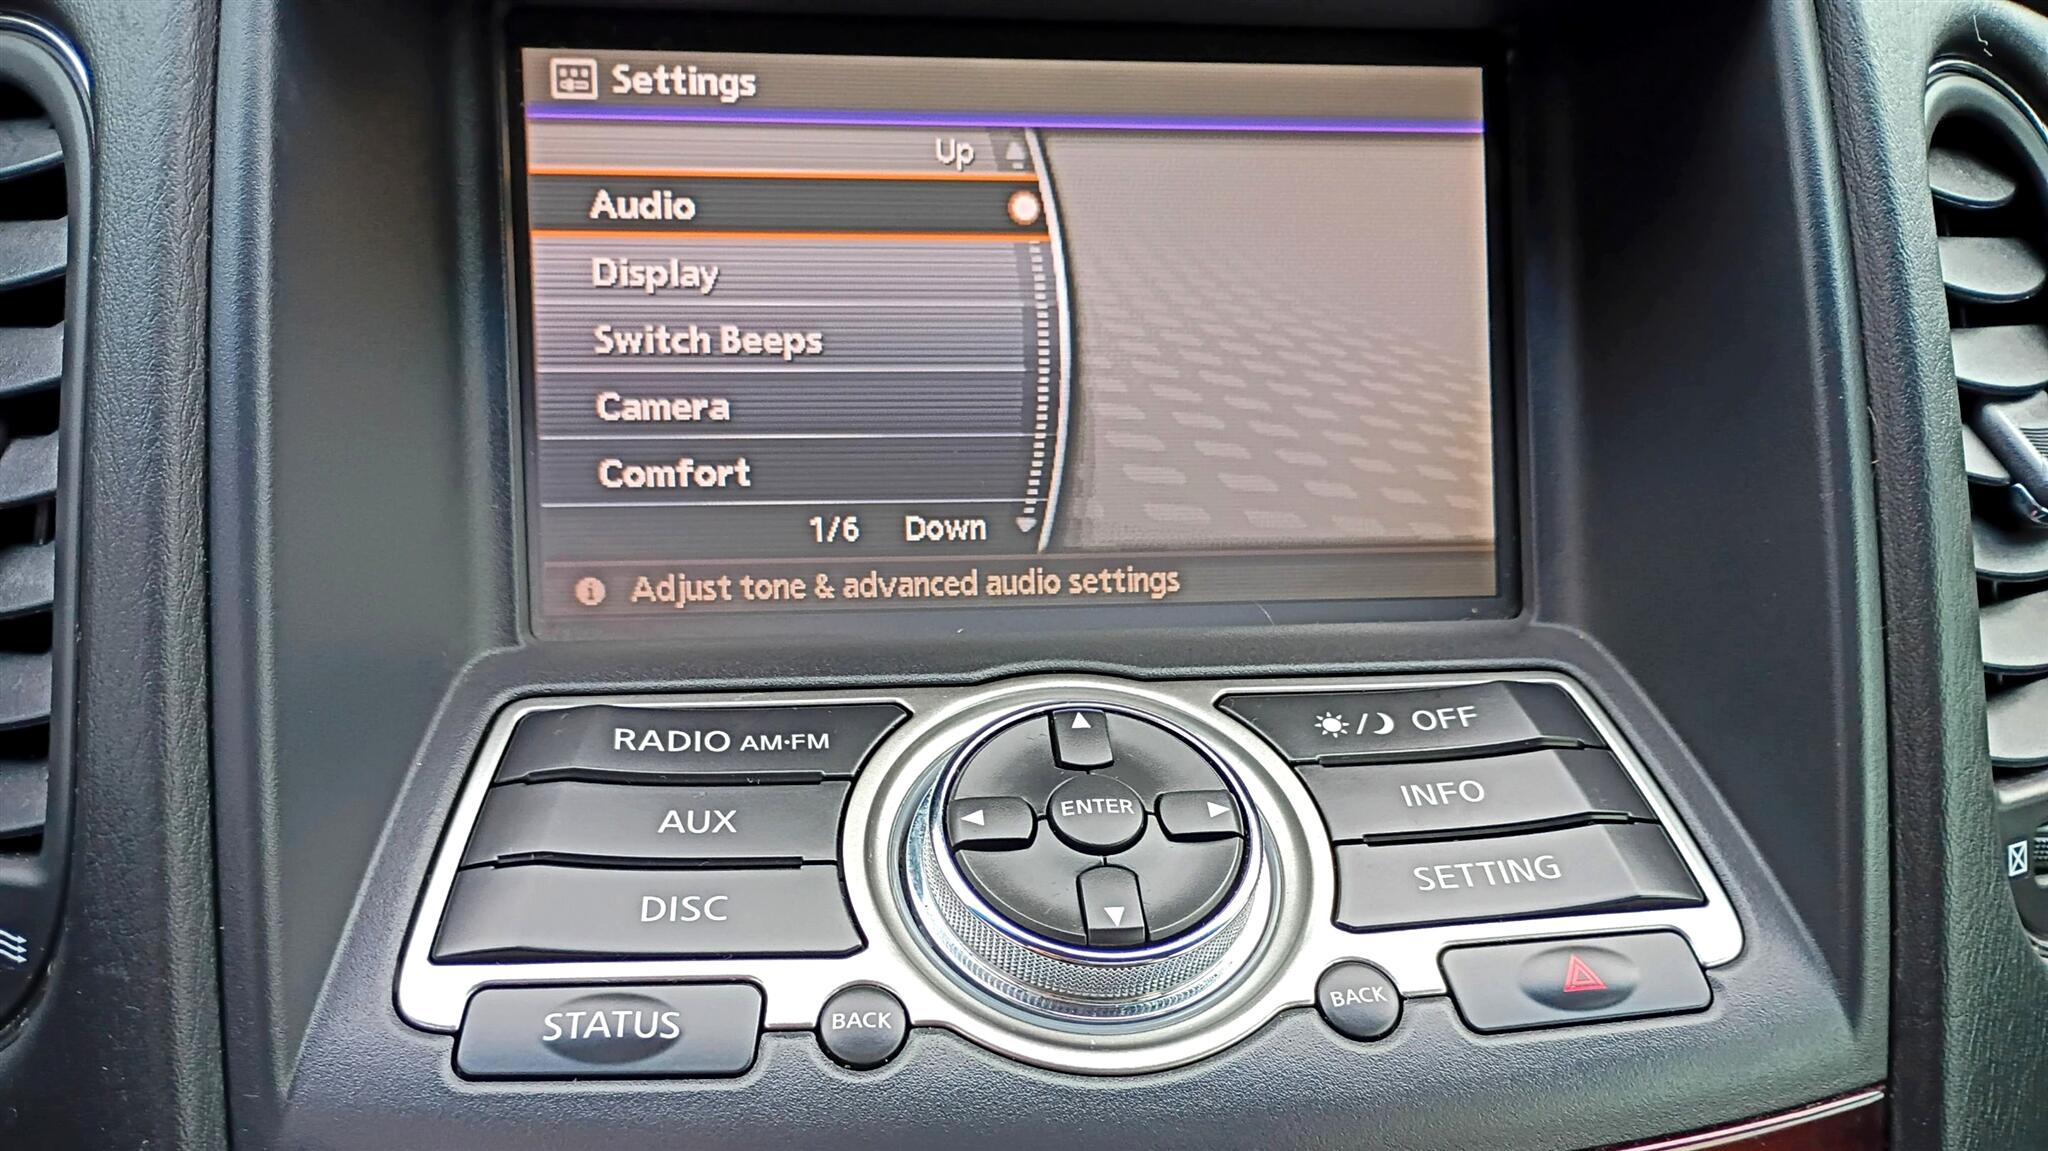 Settings
Up
Audio
Display
Switch Beeps
Camera
Comfort
1/6 Down
Adjust tone & advanced audio settings
RADIO AM·FM
AUX
DISC
STATUS
BACK
ENTER
OFF
INFO
SETTING
BACK